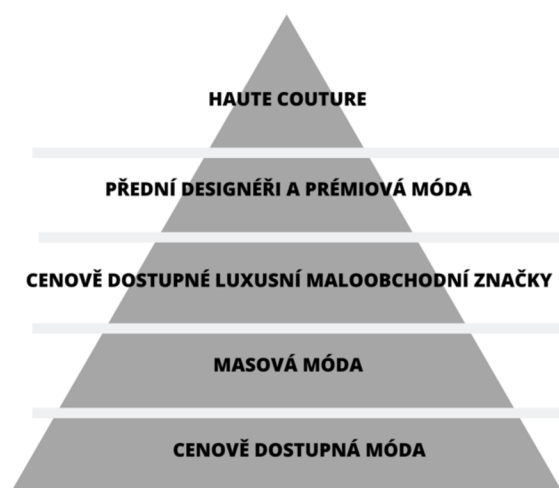 HAUTE COUTURE
PŘEDNÍ DESIGNÉŘI A PRÉMIOVÁ MÓDA
CENOVĚ DOSTUPNÉ LUXUSNÍ MALOOBCHODNÍ ZNAČKY
MASOVÁ MÓDA
CENOVĚ DOSTUPNÁ MÓDA